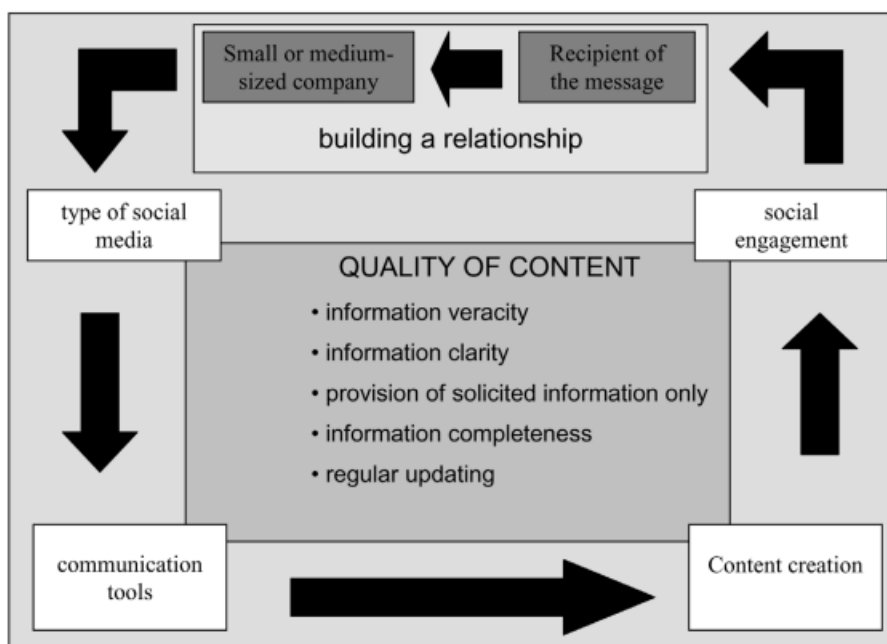 Small or medium-
sized company
Recipient of
the message
building a relationship
type of social
media
social
engagement
QUALITY OF CONTENT
• information veracity
• information clarity
• provision of solicited information only
• information completeness
• regular updating
communication
tools
Content creation